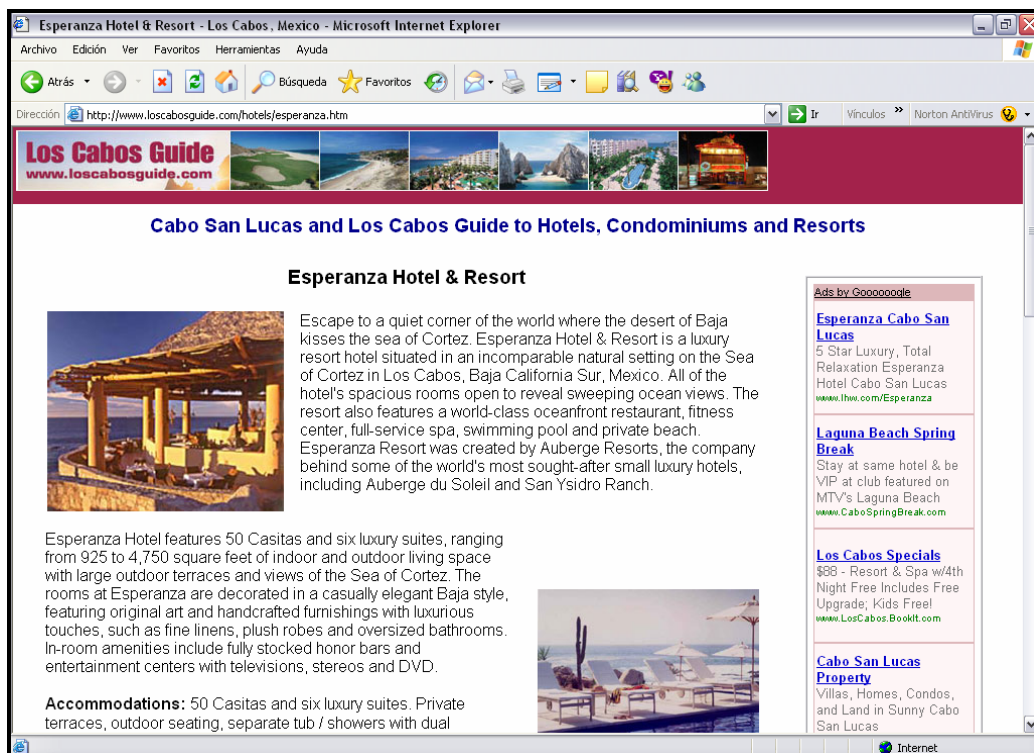 Esperanza Hotel & Resort - Los Cabos, Mexico - Microsoft Internet Explorer
Archivo Edición Ver Favoritos Herramientas Ayuda
Atrás Búsqueda Favoritos
Dirección http://www.loscabosguide.com/hotels/esperanza.htm Ir Vínculos » Norton AntiVirus
Los Cabos Guide
www.loscabosguide.com
Cabo San Lucas and Los Cabos Guide to Hotels, Condominiums and Resorts
Esperanza Hotel & Resort
Escape to a quiet corner of the world where the desert of Baja
kisses the sea of Cortez. Esperanza Hotel & Resort is a luxury
resort hotel situated in an incomparable natural setting on the Sea
of Cortez in Los Cabos, Baja California Sur, Mexico. All of the
hotel's spacious rooms open to reveal sweeping ocean views. The
resort also features a world-class oceanfront restaurant, fitness
center, full-service spa, swimming pool and private beach.
Esperanza Resort was created by Auberge Resorts, the company
behind some of the world's most sought-after small luxury hotels,
including Auberge du Soleil and San Ysidro Ranch.
Esperanza Hotel features 50 Casitas and six luxury suites, ranging
from 925 to 4,750 square feet of indoor and outdoor living space
with large outdoor terraces and views of the Sea of Cortez. The
rooms at Esperanza are decorated in a casually elegant Baja style,
featuring original art and handcrafted furnishings with luxurious
touches, such as fine linens, plush robes and oversized bathrooms.
In-room amenities include fully stocked honor bars and
entertainment centers with televisions, stereos and DVD.
Accommodations: 50 Casitas and six luxury suites. Private
terraces, outdoor seating, separate tub / showers with dual
Ads by Goooooogle
Esperanza Cabo San
Lucas
5 Star Luxury, Total
Relaxation Esperanza
Hotel Cabo San Lucas
www.lhw.com/Esperanza
Laguna Beach Spring
Break
Stay at same hotel & be
VIP at club featured on
MTV's Laguna Beach
www.CaboSpringBreak.com
Los Cabos Specials
$88 - Resort & Spa w/4th
Night Free Includes Free
Upgrade; Kids Free!
www.LosCabos.BookIt.com
Cabo San Lucas
Property
Villas, Homes, Condos,
and Land in Sunny Cabo
San Lucas
Internet